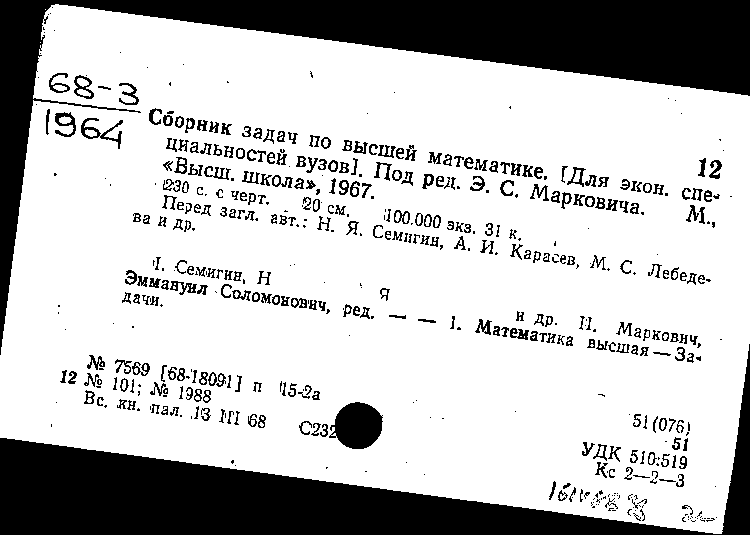 68-3
1964
12
Сборник задач по высшей математике. [Для экон. спе-
циальностей вузов]. Под ред. Э. С. Марковича. М.,
«Высш. школа», 1967.
230 с. с черт. 20 см. 100.000 экз. 31 к.
Перед загл. авт.: Н. Я. Семигин, А. И. Карасев, М. С. Лебеде-
ва и др.
I. Семигин, Н Я и др. II. Маркович,
Эммануил Соломонович, ред. — — 1. Математика высшая — За-
дачи.
№ 7569 [68-18091] п 15-2а
12 № 101; № 1988
Вс. кн. пал. 13 III 68 С232
51(076)
51
УДК 510:519
Кс 2—2—3